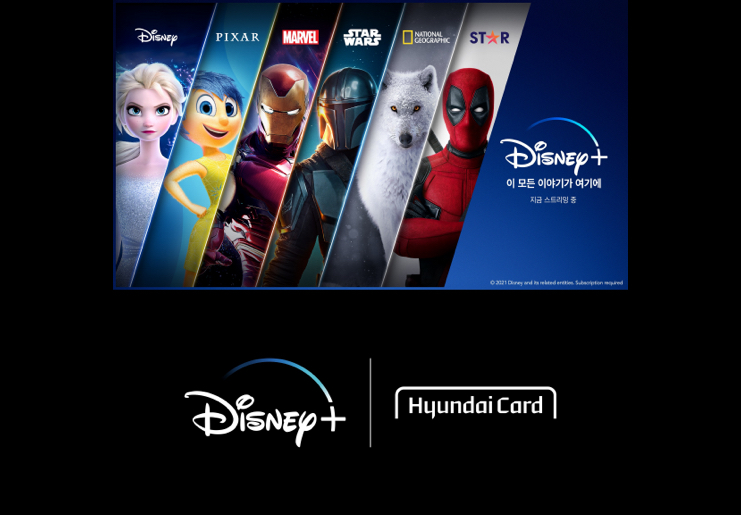 Disney PIXAR MARVEL STAR WARS NATIONAL GEOGRAPHIC STAR
Disney+
이 모든 이야기가 여기에
지금 스트리밍 중
© 2021 Disney and its related entities. Subscription required
Disney+ Hyundai Card